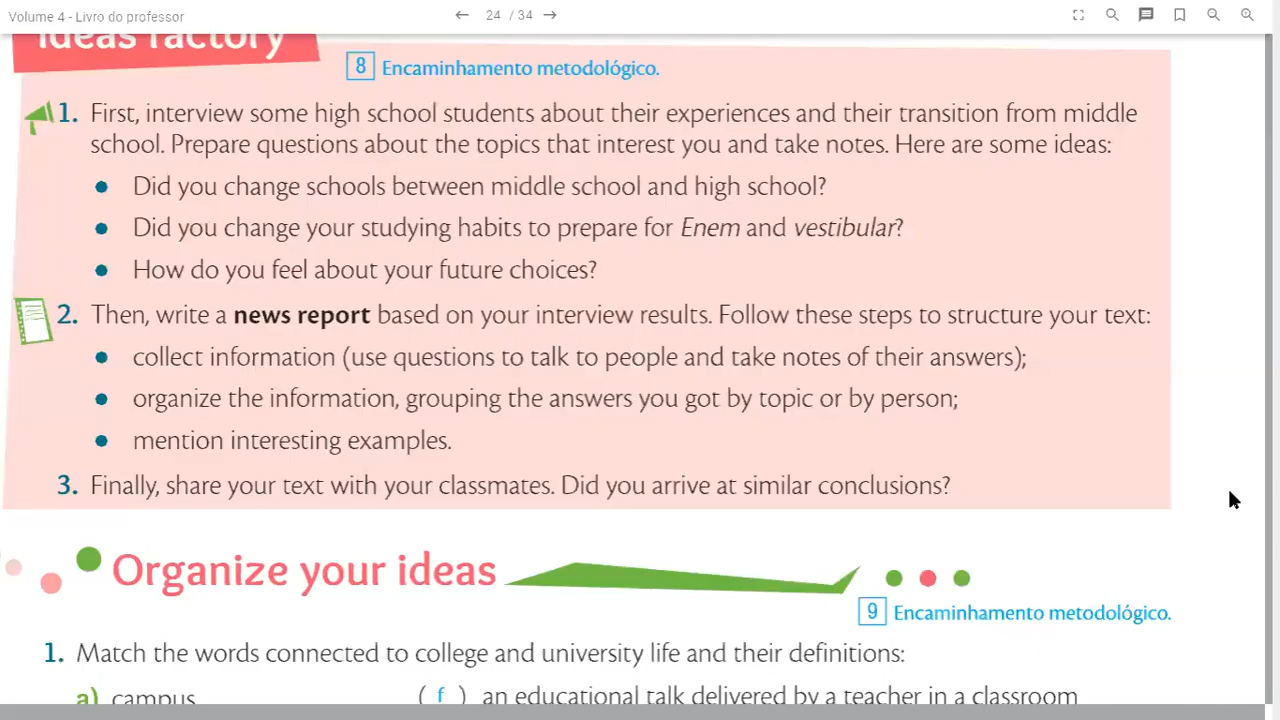 Volume 4 - Livro do professor
24 / 34
Ideas factory
8 Encaminhamento metodológico.
1. First, interview some high school students about their experiences and their transition from middle
school. Prepare questions about the topics that interest you and take notes. Here are some ideas:
• Did you change schools between middle school and high school?
• Did you change your studying habits to prepare for Enem and vestibular?
• How do you feel about your future choices?
2. Then, write a news report based on your interview results. Follow these steps to structure your text:
• collect information (use questions to talk to people and take notes of their answers);
• organize the information, grouping the answers you got by topic or by person;
• mention interesting examples.
3. Finally, share your text with your classmates. Did you arrive at similar conclusions?
Organize your ideas
9 Encaminhamento metodológico.
1. Match the words connected to college and university life and their definitions:
a) campus ( f ) an educational talk delivered by a teacher in a classroom